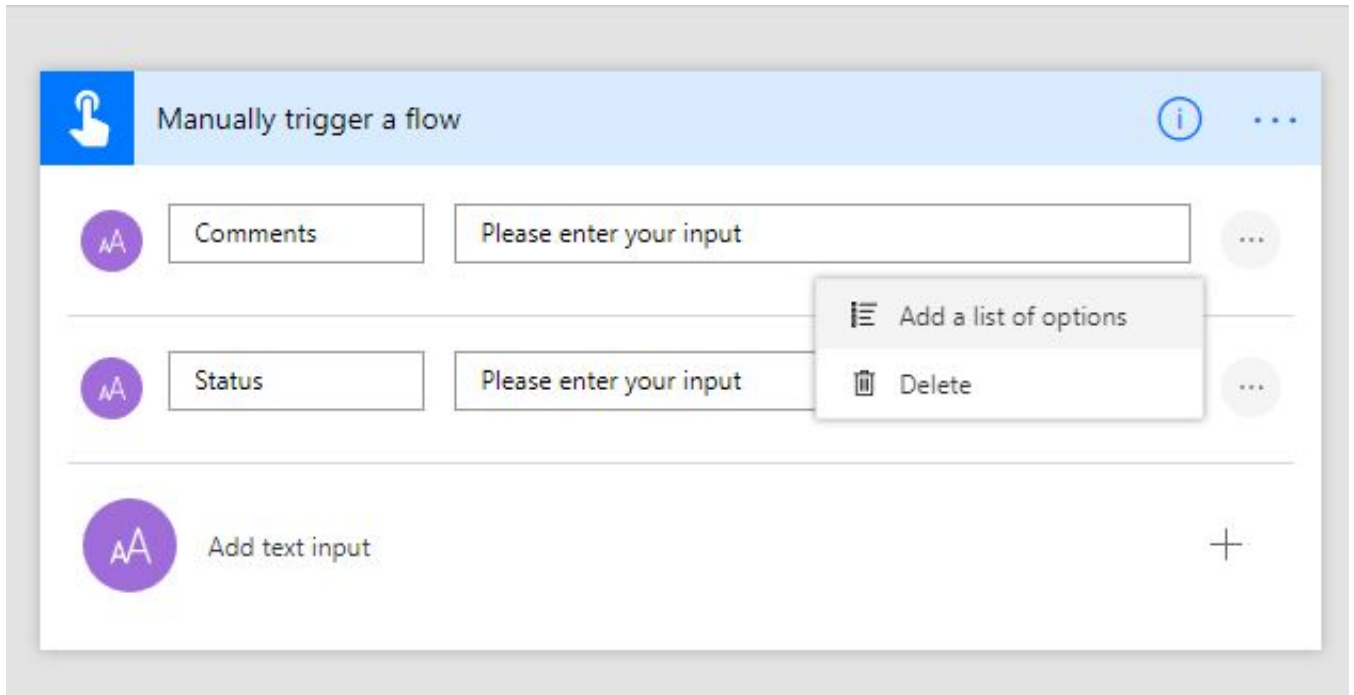 Manually trigger a flow
Comments Please enter your input
Add a list of options
Status Please enter your input
Delete
Add text input